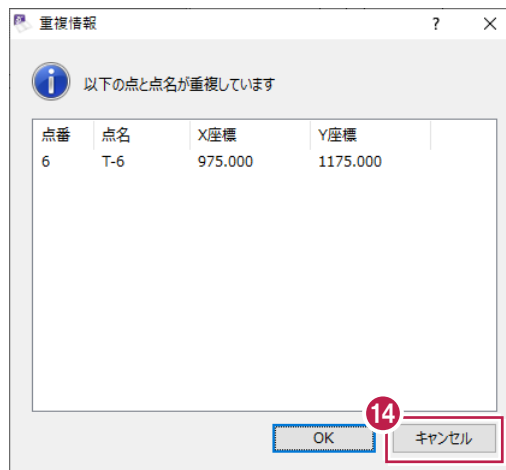 重複情報
? ×
以下の点と点名が重複しています
点番 点名 X座標 Y座標
6 T-6 975.000 1175.000
14
OK キャンセル